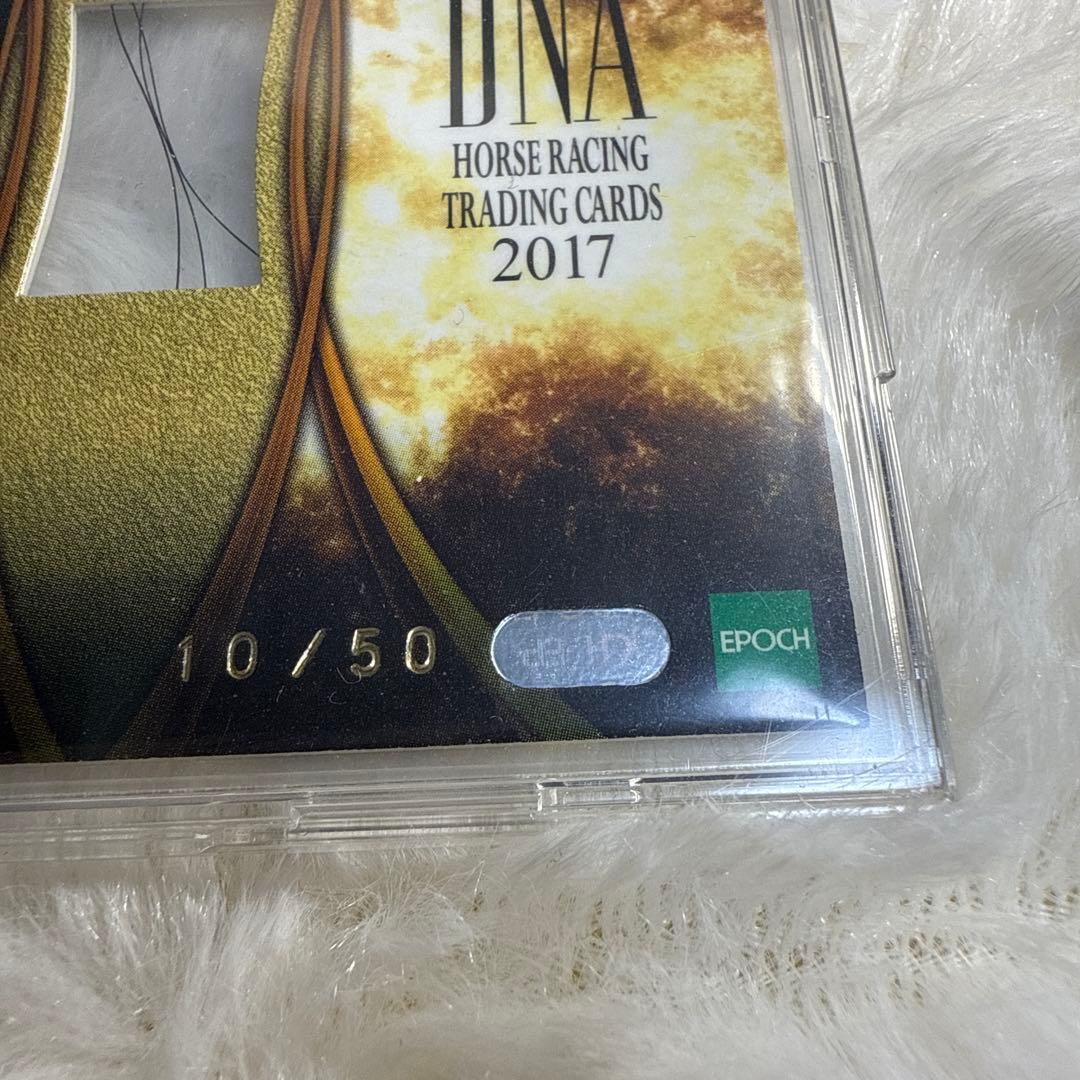 DNA
HORSE RACING
TRADING CARDS
2017
10/50
EPOCH